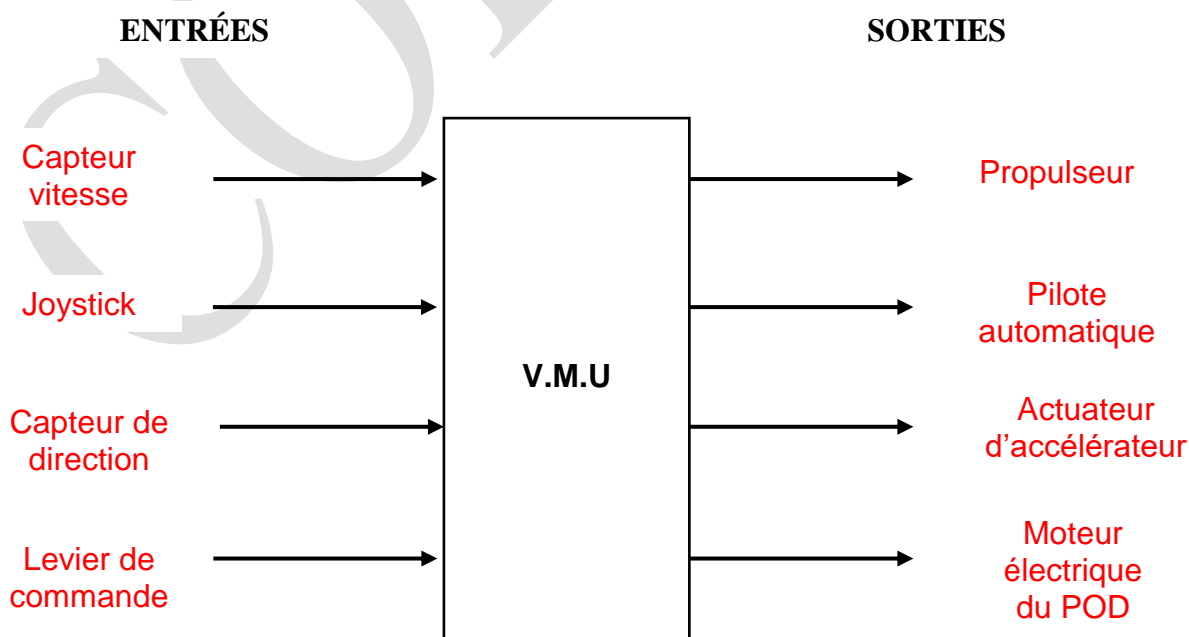 ENTRÉES
SORTIES
Capteur
vitesse
Joystick
Capteur de
direction
Levier de
commande
V.M.U
Propulseur
Pilote
automatique
Actuateur
d’accélérateur
Moteur
électrique
du POD